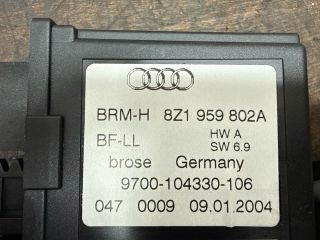 BRM-H 8Z1 959 802A
BF-LL HW A
SW 6.9
brose Germany
9700-104330-106
047 0009 09.01.2004